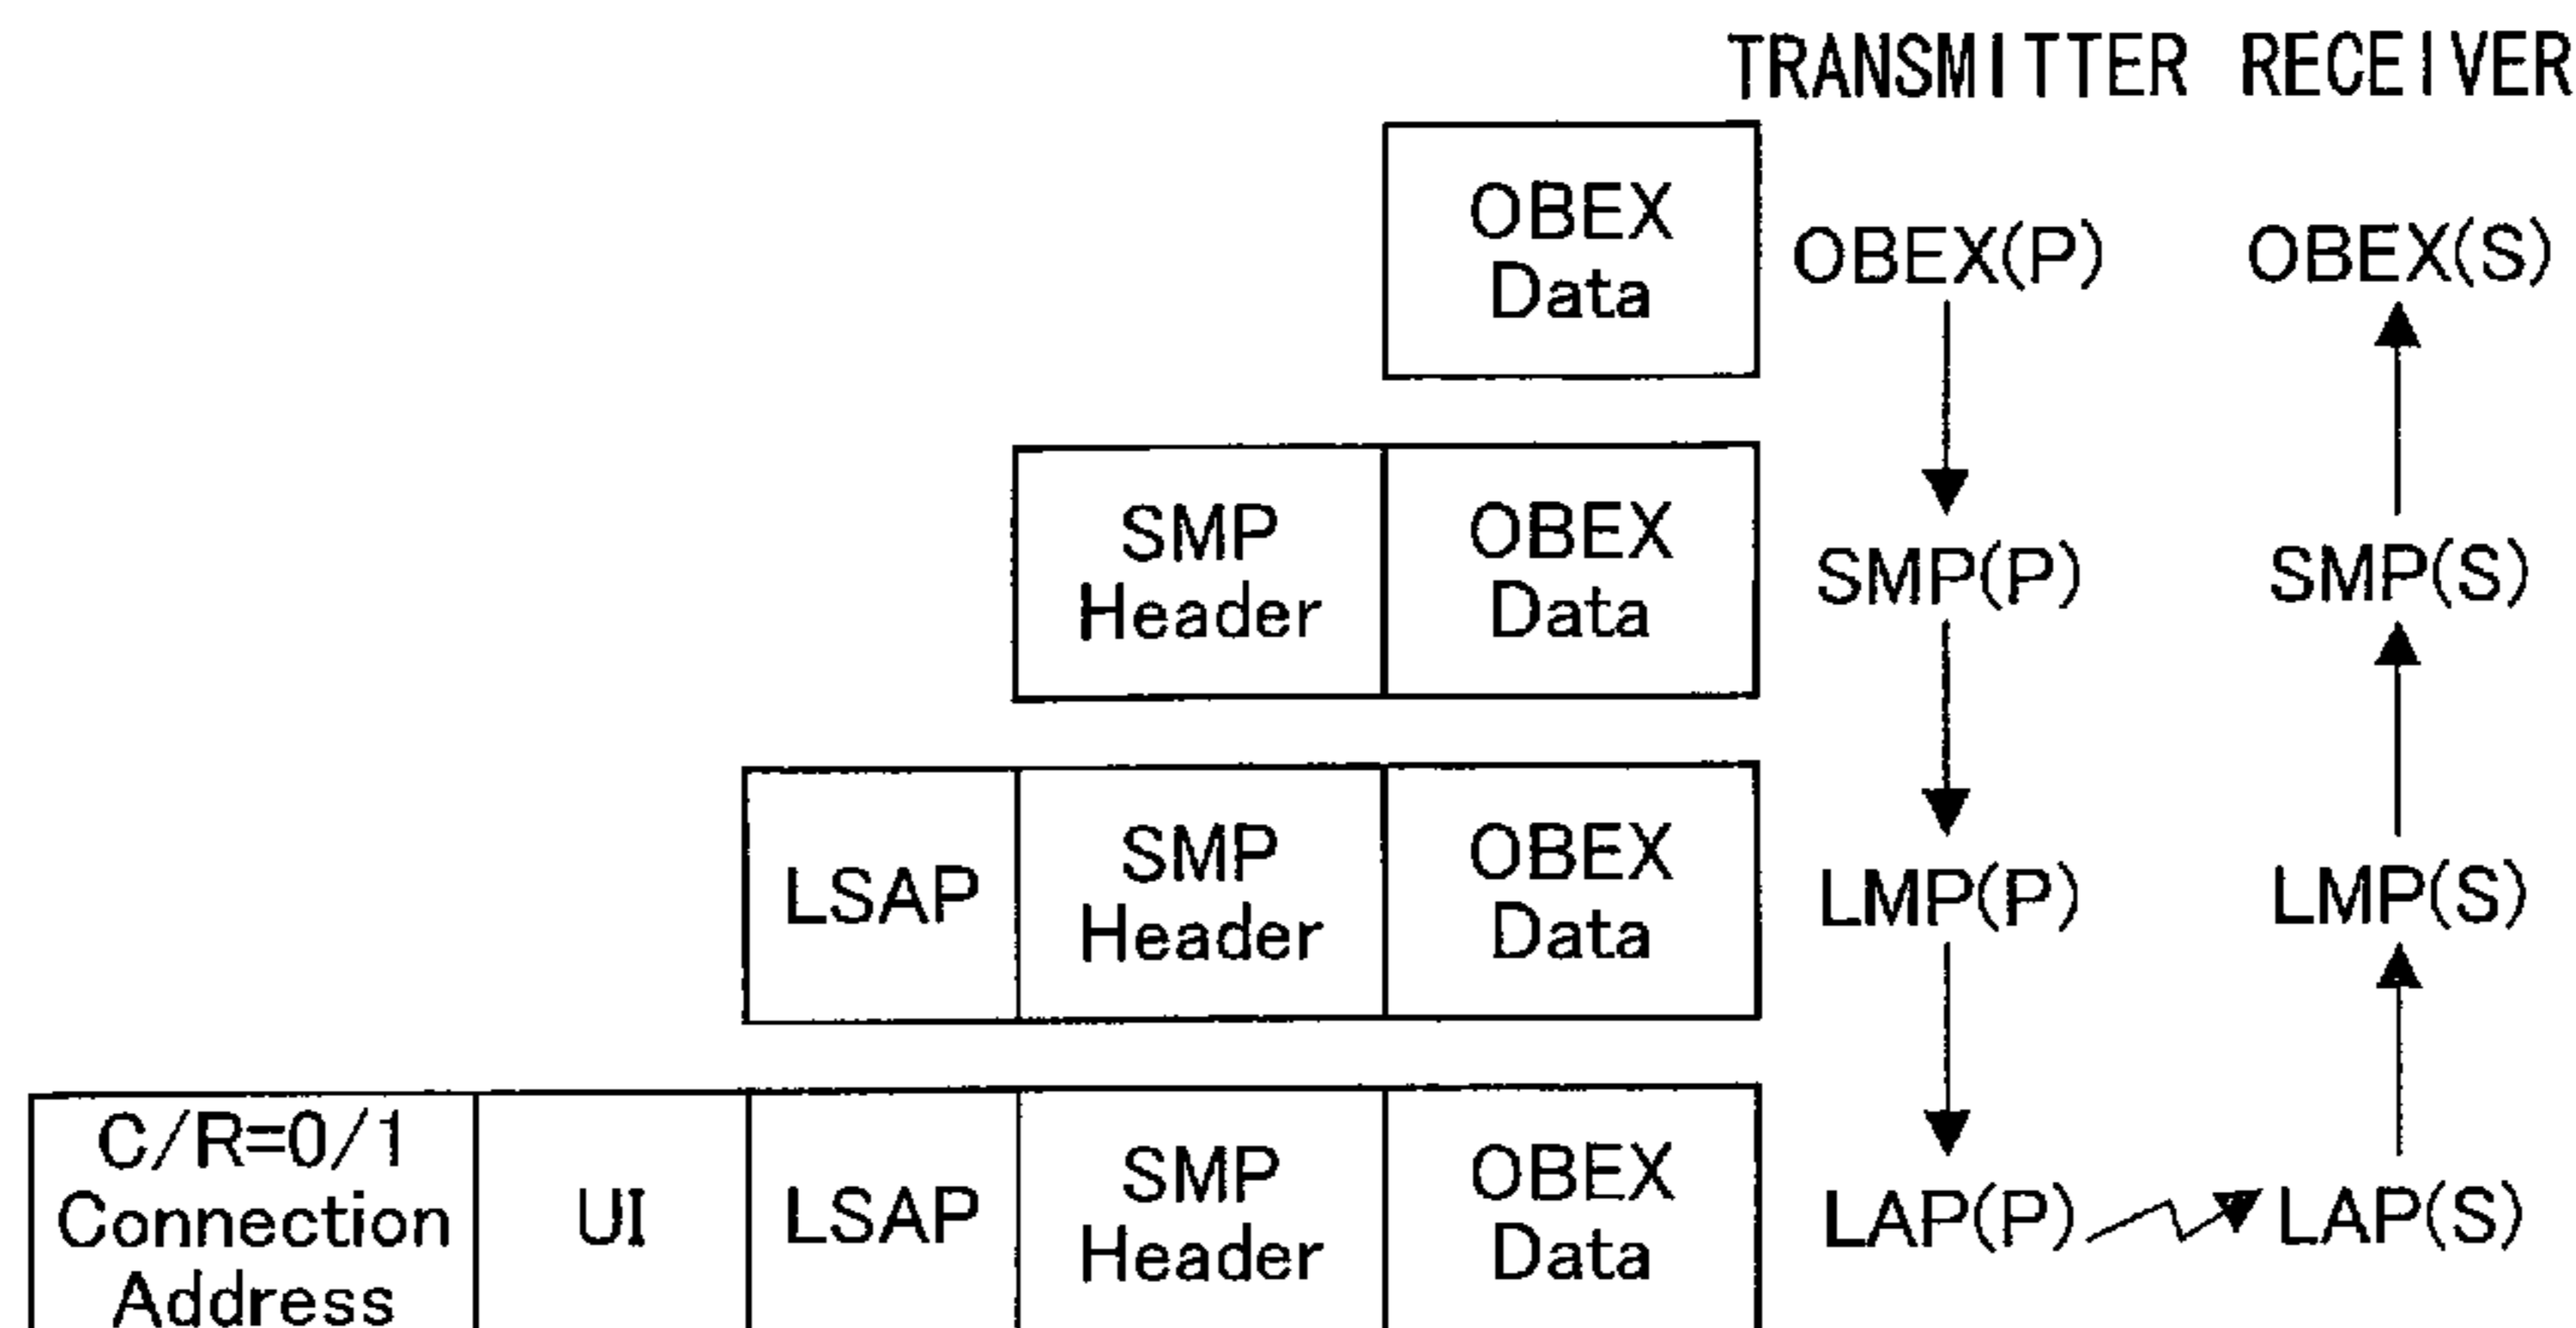 TRANSMITTER RECEIVER
OBEX
Data
OBEX(P) OBEX(S)
SMP
Header
OBEX
Data
SMP(P) SMP(S)
LSAP
SMP
Header
OBEX
Data
LMP(P) LMP(S)
C/R=0/1
Connection
Address
UI
LSAP
SMP
Header
OBEX
Data
LAP(P) LAP(S)